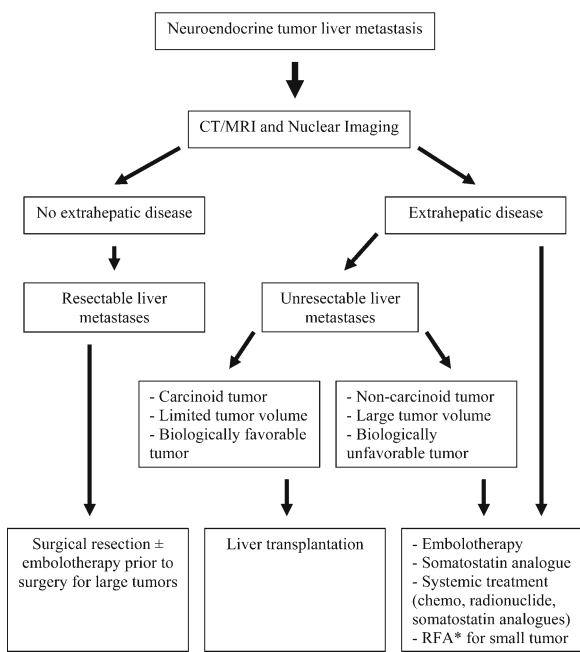 Neuroendocrine tumor liver metastasis
CT/MRI and Nuclear Imaging
No extrahepatic disease
Extrahepatic disease
Resectable liver
metastases
Unresectable liver
metastases
- Carcinoid tumor
- Limited tumor volume
- Biologically favorable
tumor
- Non-carcinoid tumor
- Large tumor volume
- Biologically
unfavorable tumor
Surgical resection ±
embolotherapy prior to
surgery for large tumors
Liver transplantation
- Embolotherapy
- Somatostatin analogue
- Systemic treatment
(chemo, radionuclide,
somatostatin analogues)
- RFA* for small tumor